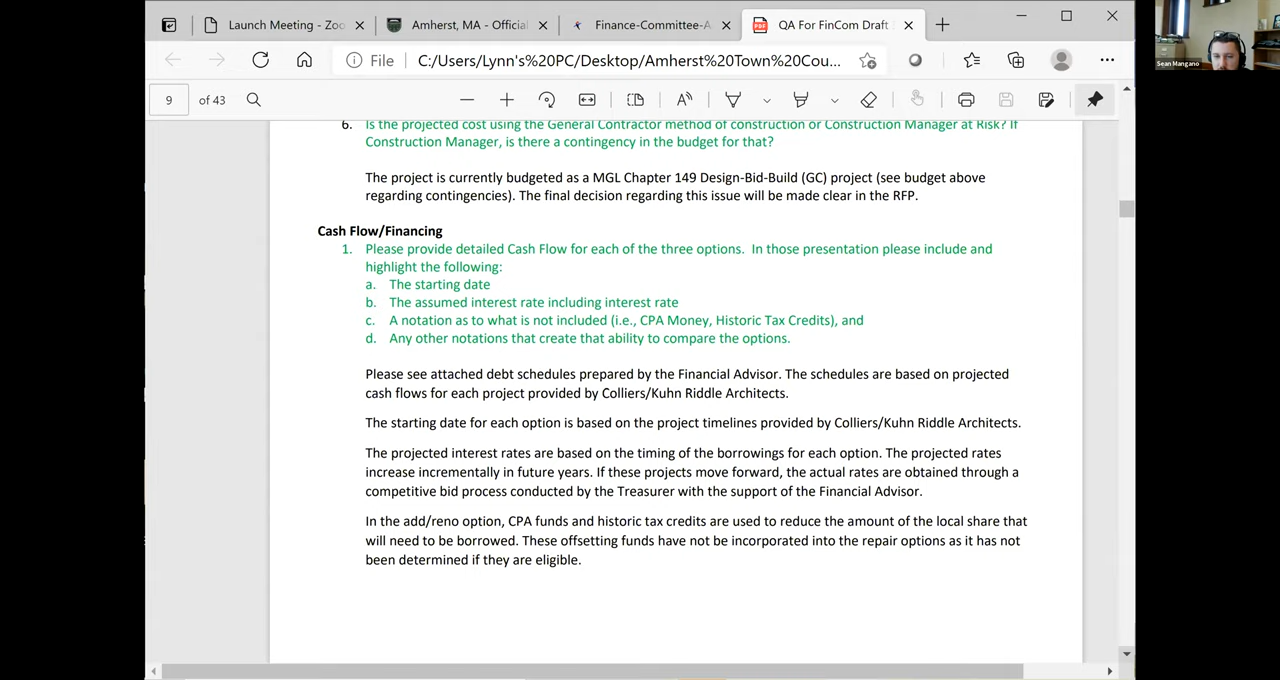 Launch Meeting - Zoo
Amherst, MA - Official
Finance-Committee-A
QA For FinCom Draft
File C:/Users/Lynn's%20PC/Desktop/Amherst%20Town%20Cou...
9 of 43
Sean Mangano
6. Is the projected cost using the General Contractor method of construction or Construction Manager at Risk? If
Construction Manager, is there a contingency in the budget for that?
The project is currently budgeted as a MGL Chapter 149 Design-Bid-Build (GC) project (see budget above
regarding contingencies). The final decision regarding this issue will be made clear in the RFP.
Cash Flow/Financing
1. Please provide detailed Cash Flow for each of the three options. In those presentation please include and
highlight the following:
a. The starting date
b. The assumed interest rate including interest rate
c. A notation as to what is not included (i.e., CPA Money, Historic Tax Credits), and
d. Any other notations that create that ability to compare the options.
Please see attached debt schedules prepared by the Financial Advisor. The schedules are based on projected
cash flows for each project provided by Colliers/Kuhn Riddle Architects.
The starting date for each option is based on the project timelines provided by Colliers/Kuhn Riddle Architects.
The projected interest rates are based on the timing of the borrowings for each option. The projected rates
increase incrementally in future years. If these projects move forward, the actual rates are obtained through a
competitive bid process conducted by the Treasurer with the support of the Financial Advisor.
In the add/reno option, CPA funds and historic tax credits are used to reduce the amount of the local share that
will need to be borrowed. These offsetting funds have not be incorporated into the repair options as it has not
been determined if they are eligible.